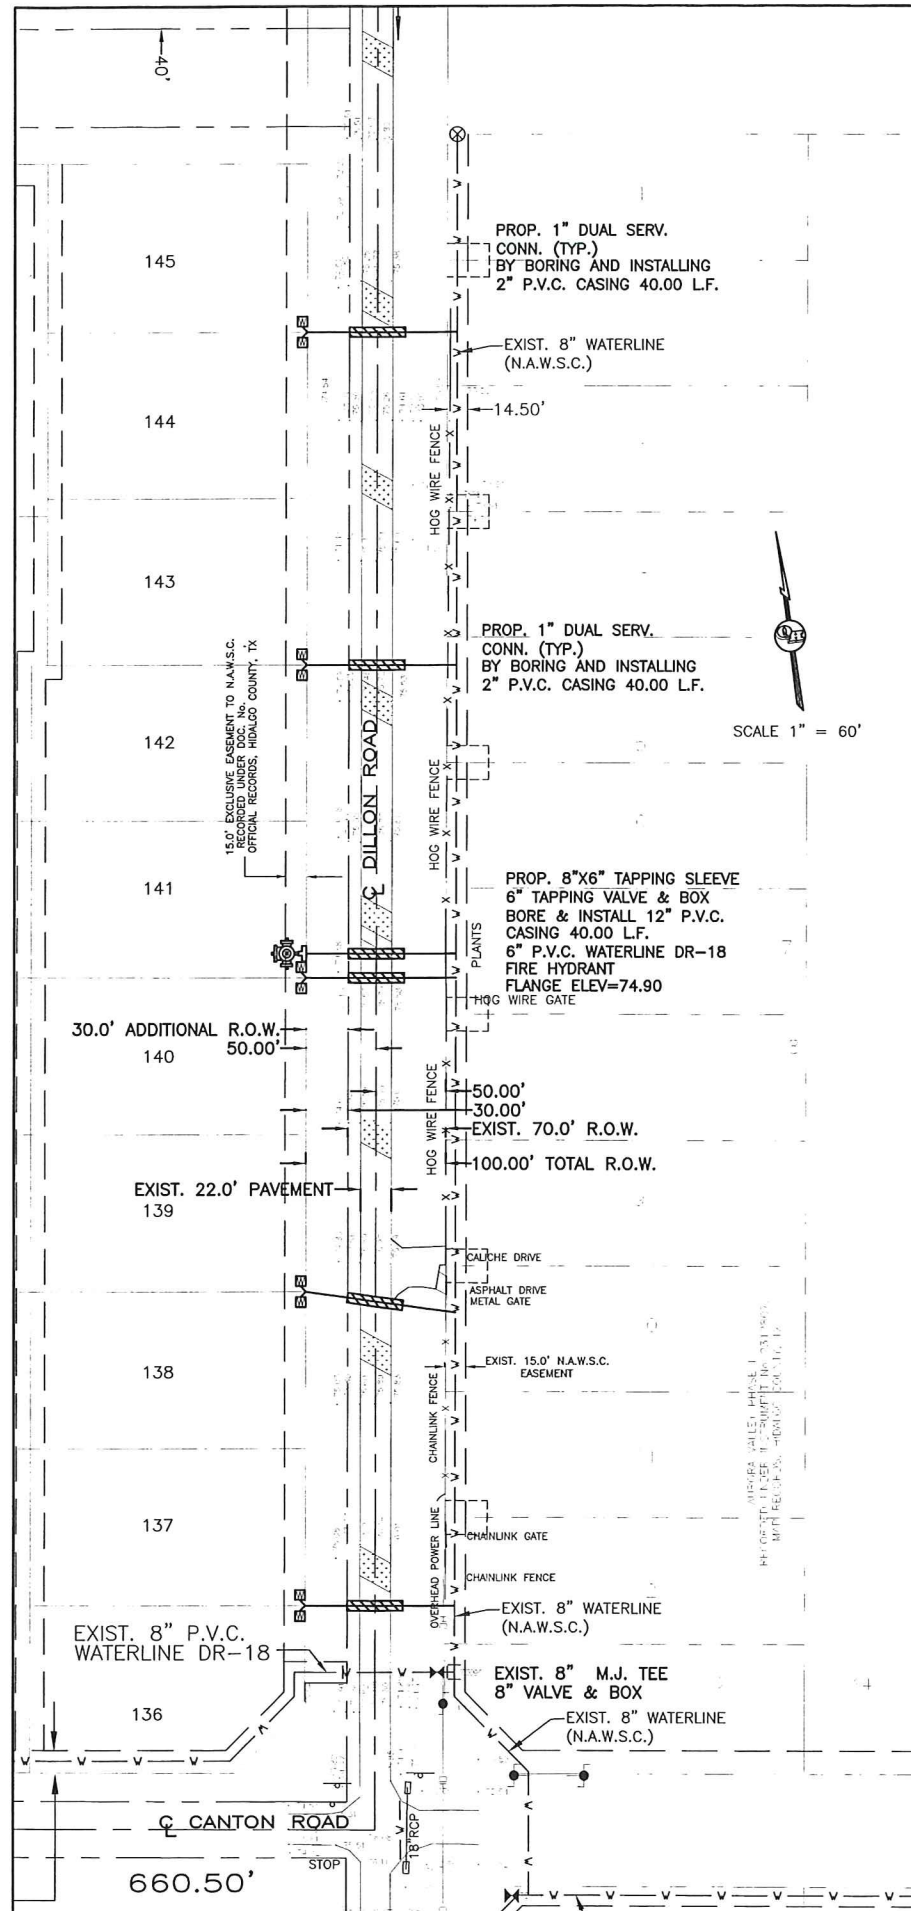 40'
145
PROP. 1" DUAL SERV.
CONN. (TYP.)
BY BORING AND INSTALLING
2" P.V.C. CASING 40.00 L.F.
EXIST. 8" WATERLINE
(N.A.W.S.C.)
14.50'
144
HOG WIRE FENCE
143
PROP. 1" DUAL SERV.
CONN. (TYP.)
BY BORING AND INSTALLING
2" P.V.C. CASING 40.00 L.F.
15.0' EXCLUSIVE EASEMENT TO N.A.W.S.C.
RECORDED UNDER DOC. No.
OFFICIAL RECORDS, HIDALGO COUNTY, TX
SCALE 1" = 60'
142
℄ DILLON ROAD
HOG WIRE FENCE
141
PROP. 8"X6" TAPPING SLEEVE
6" TAPPING VALVE & BOX
BORE & INSTALL 12" P.V.C.
CASING 40.00 L.F.
6" P.V.C. WATERLINE DR-18
FIRE HYDRANT
FLANGE ELEV=74.90
PLANTS
HOG WIRE GATE
30.0' ADDITIONAL R.O.W.
50.00'
140
HOG WIRE FENCE
50.00'
30.00'
EXIST. 70.0' R.O.W.
100.00' TOTAL R.O.W.
EXIST. 22.0' PAVEMENT
139
CALICHE DRIVE
ASPHALT DRIVE
METAL GATE
138
EXIST. 15.0' N.A.W.S.C.
EASEMENT
CHAINLINK FENCE
137
OVERHEAD POWER LINE
CHAINLINK GATE
CHAINLINK FENCE
EXIST. 8" WATERLINE
(N.A.W.S.C.)
EXIST. 8" P.V.C.
WATERLINE DR-18
EXIST. 8" M.J. TEE
8" VALVE & BOX
136
EXIST. 8" WATERLINE
(N.A.W.S.C.)
℄ CANTON ROAD
18"RCP
STOP
660.50'